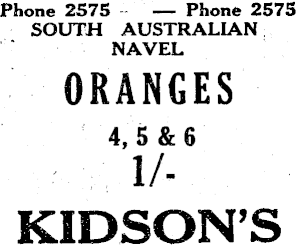 Phone 2575 — Phone 2575
SOUTH AUSTRALIAN
NAVEL
ORANGES
4, 5 & 6
1/-
KIDSON'S